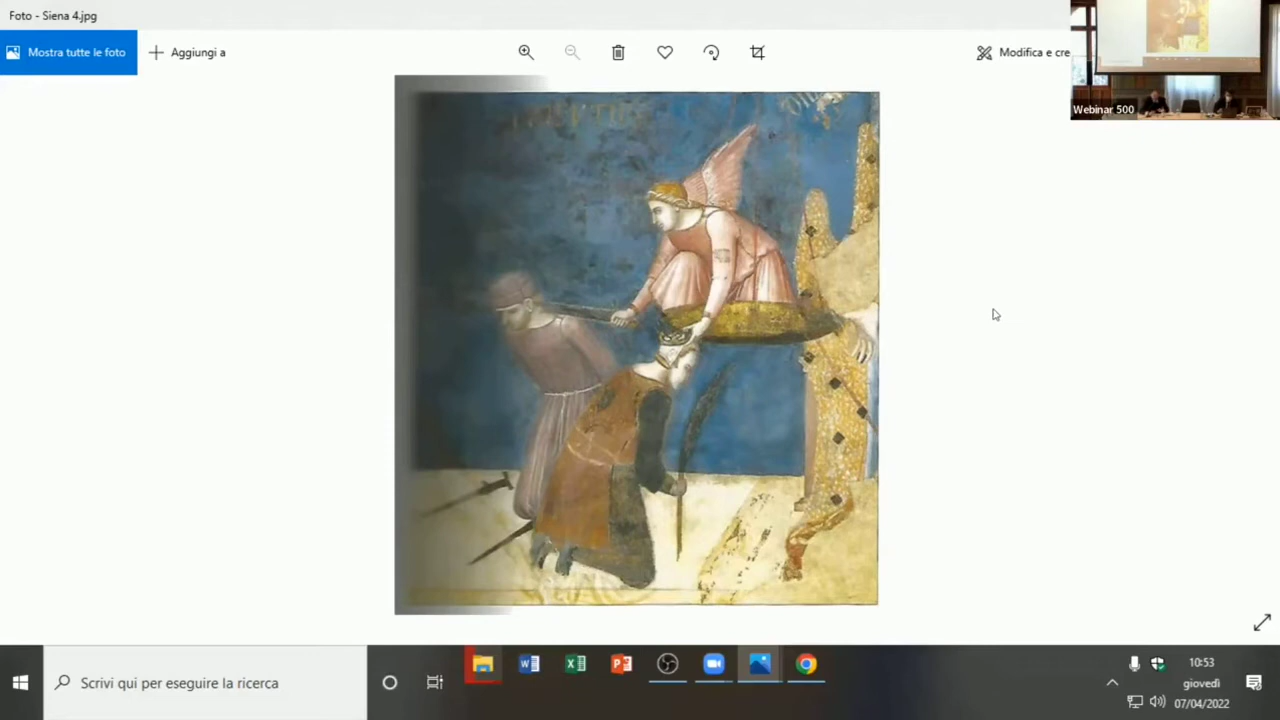 Foto - Siena 4.jpg
Mostra tutte le foto
Aggiungi a
Modifica e cre
Webinar 500
Scrivi qui per eseguire la ricerca
10:53
giovedì
07/04/2022